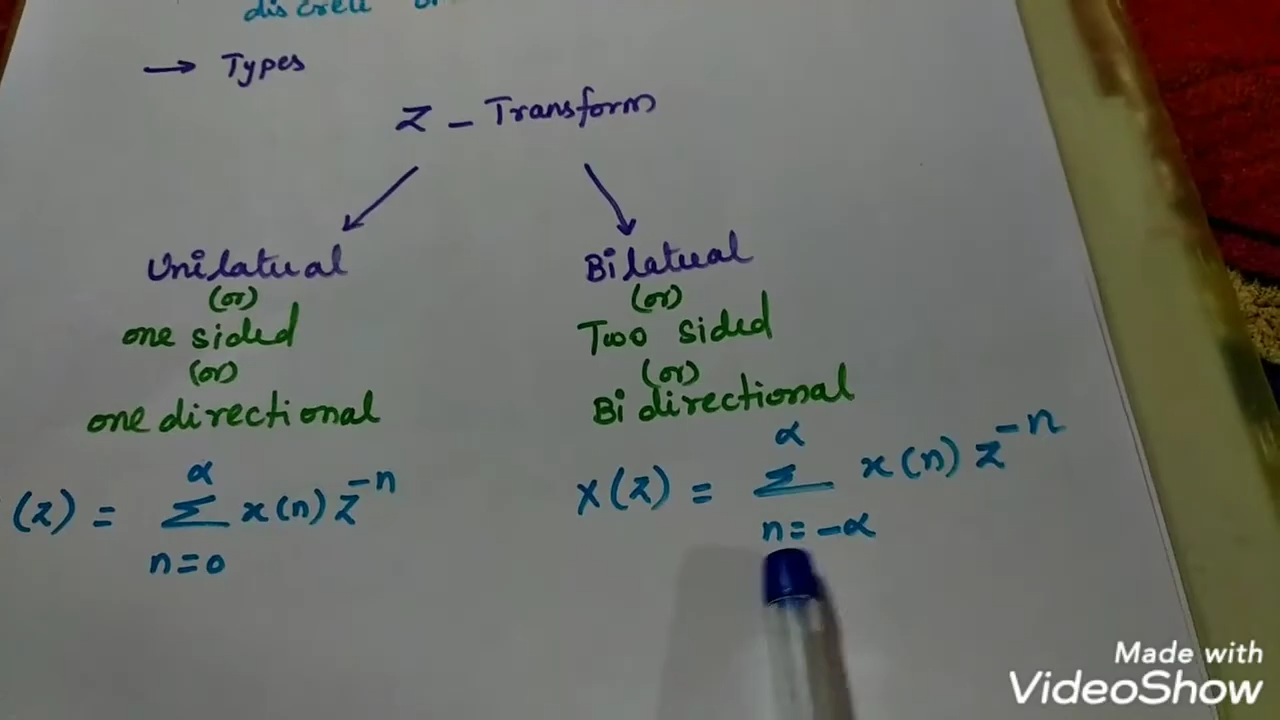 discrete
→ Types
Z - Transform
Unilatual
(or)
one sided
(or)
one directional
(z) = α Σ n=0 x(n) z^-n
Bilatual
(or)
Two sided
(or)
Bi directional
X(z) = α Σ n=-α x(n) z^-n
Made with
VideoShow